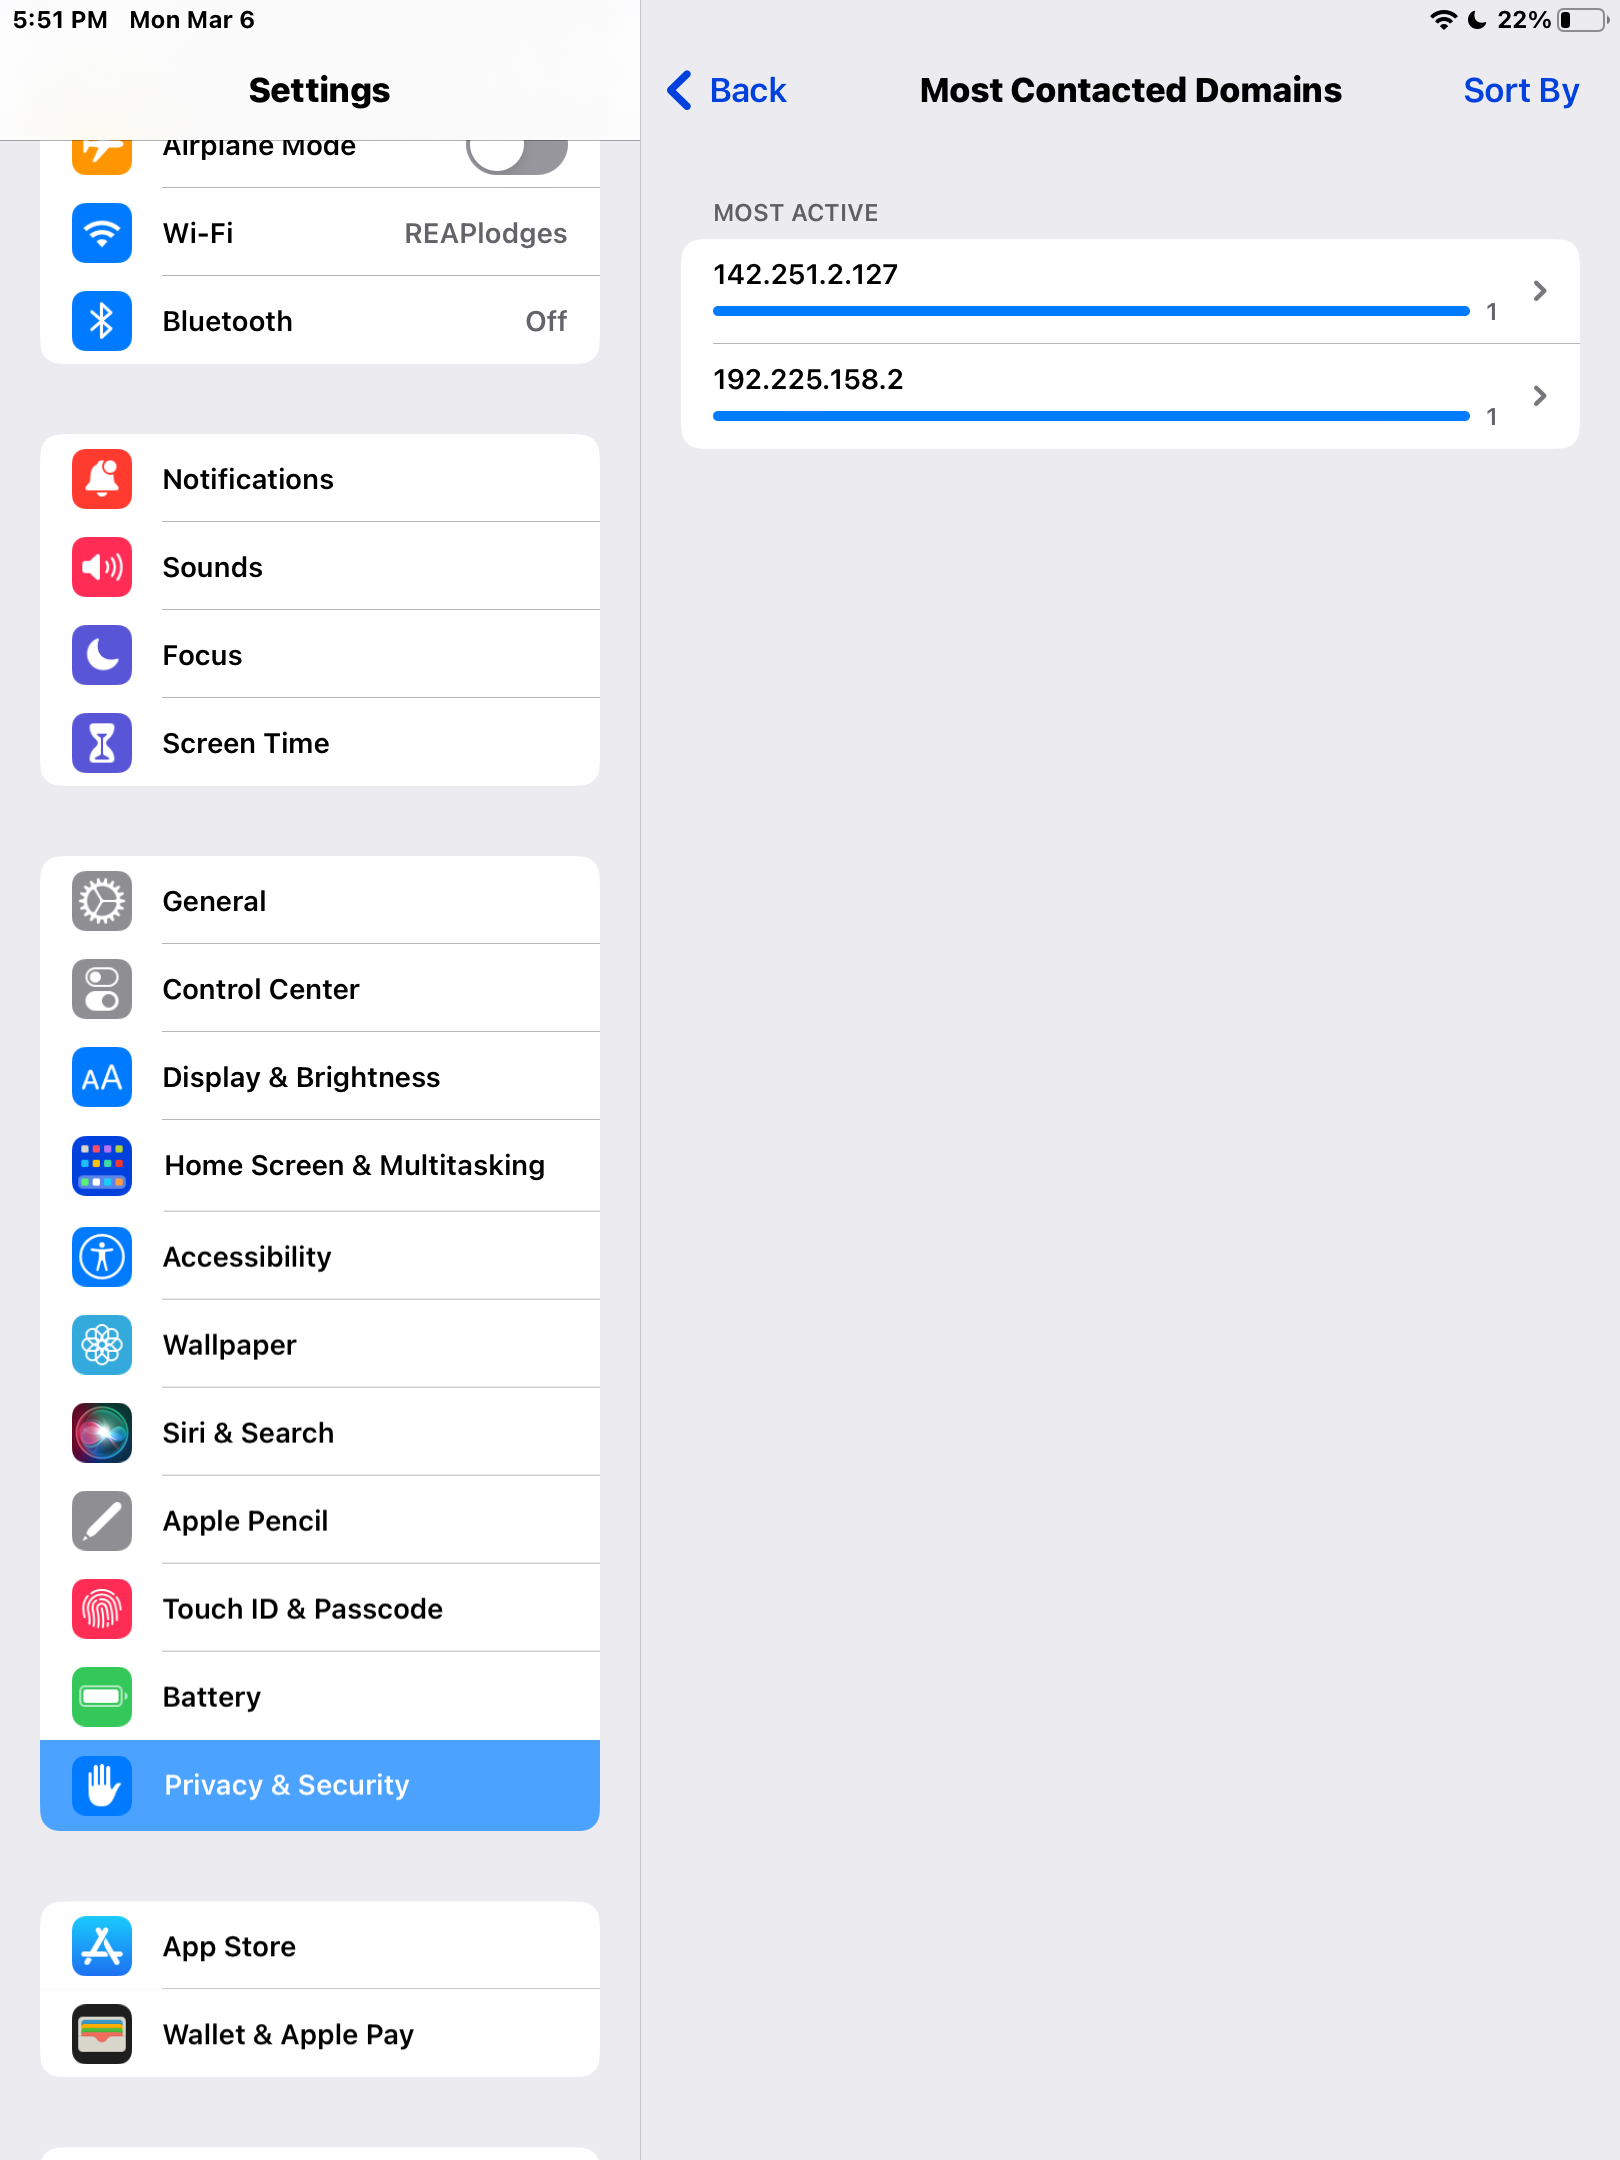 5:51 PM Mon Mar 6
22%
Settings
Airplane Mode
Wi-Fi REAPlodges
Bluetooth Off
Notifications
Sounds
Focus
Screen Time
General
Control Center
AA Display & Brightness
Home Screen & Multitasking
Accessibility
Wallpaper
Siri & Search
Apple Pencil
Touch ID & Passcode
Battery
Privacy & Security
App Store
Wallet & Apple Pay
Back Most Contacted Domains Sort By
MOST ACTIVE
142.251.2.127
1
192.225.158.2
1